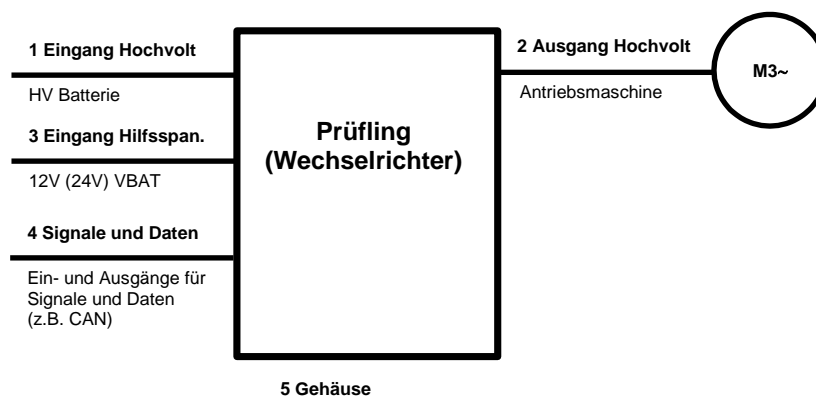 1 Eingang Hochvolt
HV Batterie
3 Eingang Hilfsspan.
12V (24V) VBAT
4 Signale und Daten
Ein- und Ausgänge für
Signale und Daten
(z.B. CAN)
Prüfling
(Wechselrichter)
2 Ausgang Hochvolt
Antriebsmaschine
M3~
5 Gehäuse